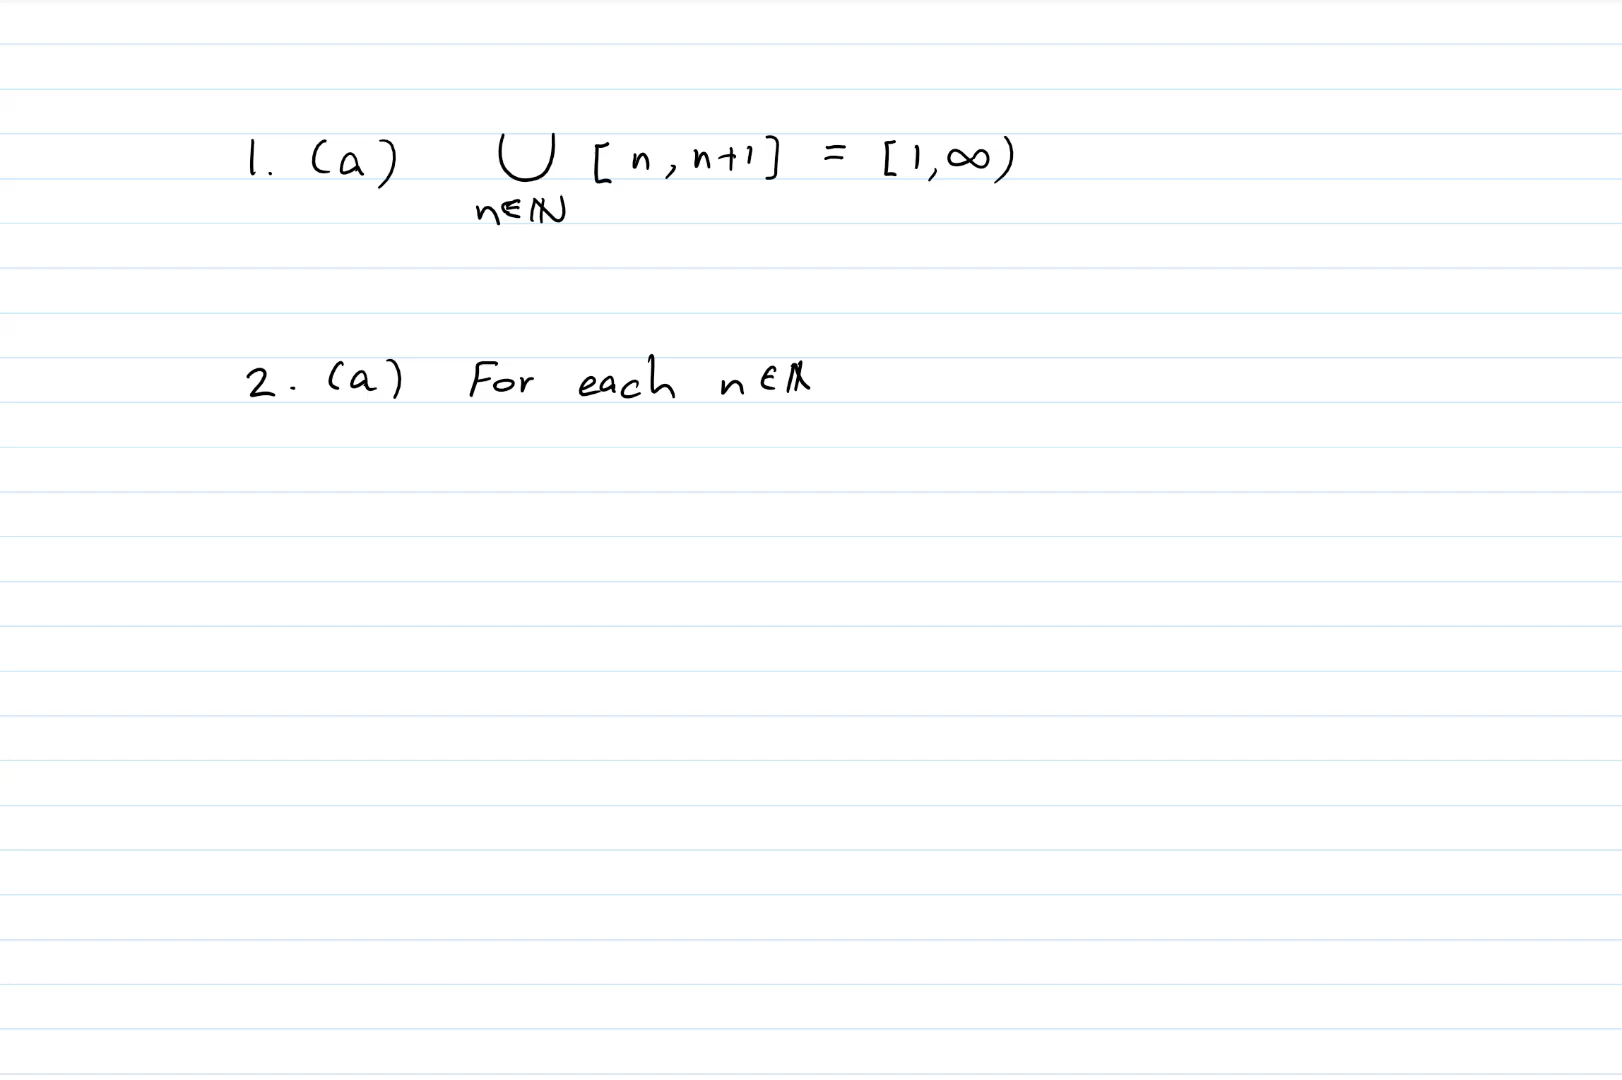 1. (a) ⋃ [n, n+1] = [1, ∞)
n∈ℕ
2. (a) For each n∈ℕ